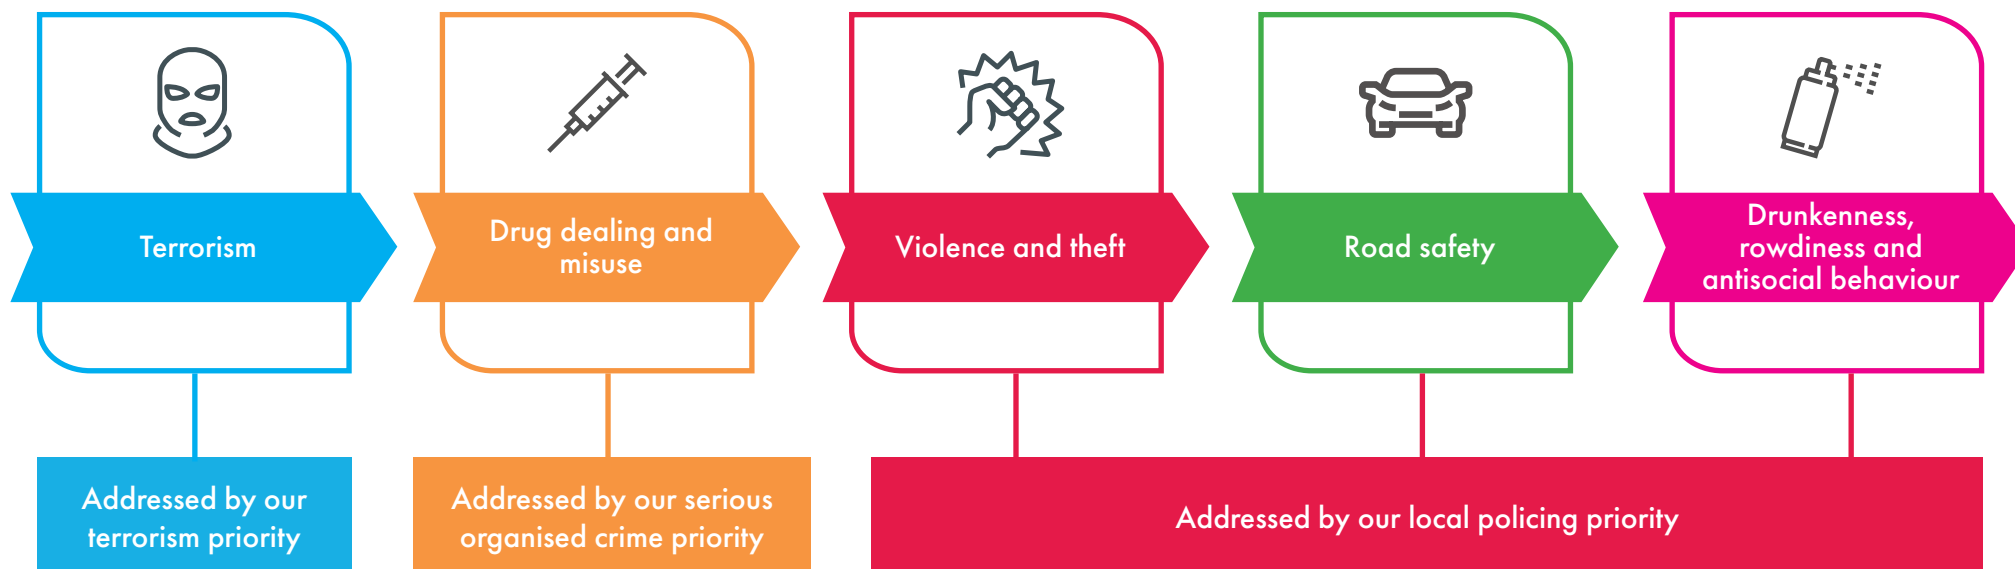 Terrorism
Drug dealing and
misuse
Violence and theft
Road safety
Drunkenness,
rowdiness and
antisocial behaviour
Addressed by our
terrorism priority
Addressed by our serious
organised crime priority
Addressed by our local policing priority